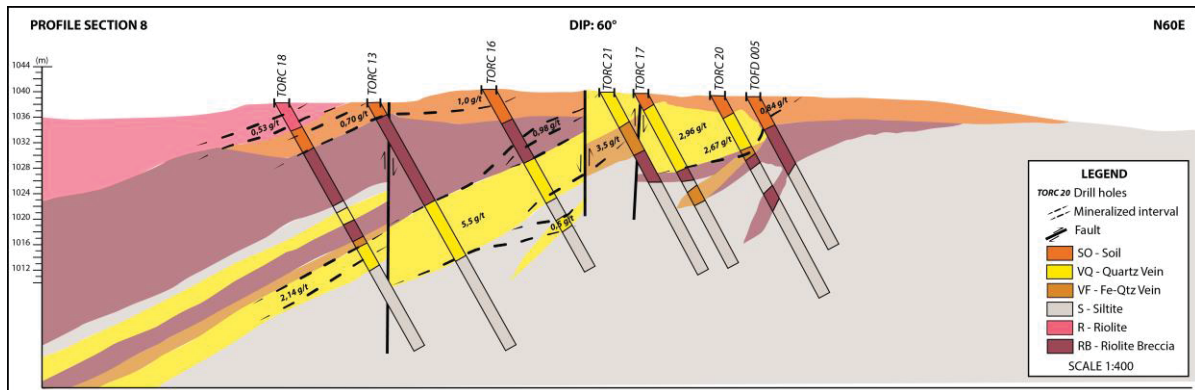 PROFILE SECTION 8
DIP: 60°
N60E
1044 (m)
1040
1036
1032
1028
1024
1020
1016
1012
TORC 18
TORC 13
TORC 16
TORC 21
TORC 17
TORC 20
TOFD 005
0,53 g/t
0,70 g/t
1,0 g/t
0,98 g/t
3,5 g/t
2,96 g/t
2,67 g/t
0,84 g/t
5,5 g/t
0,5 g/t
2,14 g/t
LEGEND
TORC 20 Drill holes
Mineralized interval
Fault
SO - Soil
VQ - Quartz Vein
VF - Fe-Qtz Vein
S - Siltite
R - Riolite
RB - Riolite Breccia
SCALE 1:400